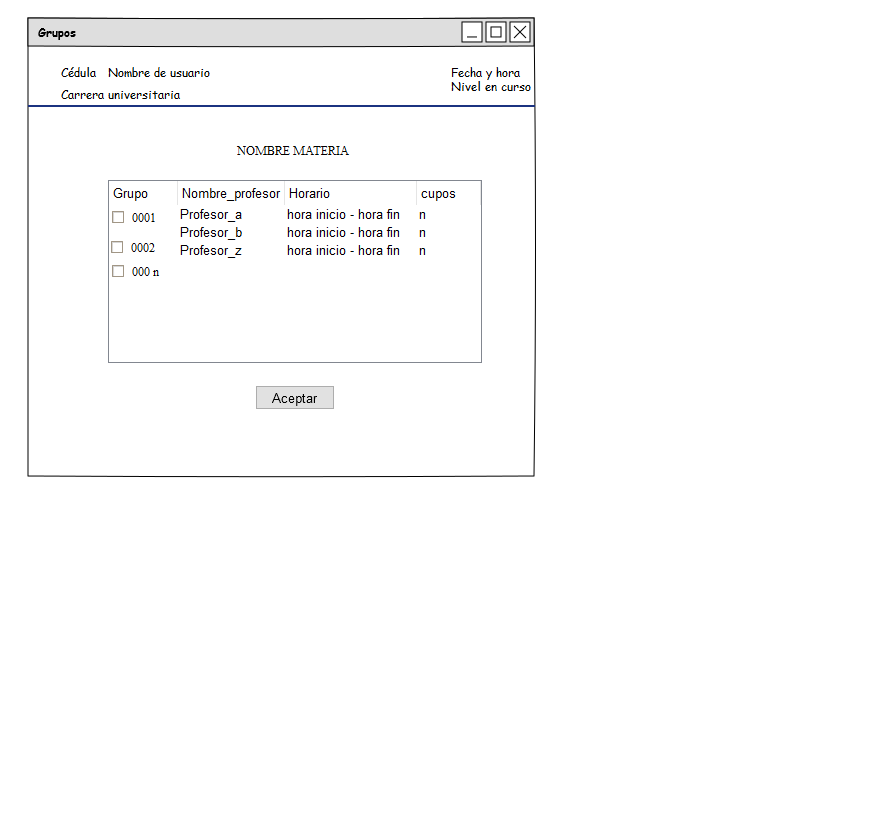 Grupos
Cédula Nombre de usuario Fecha y hora
Carrera universitaria Nivel en curso
NOMBRE MATERIA
Grupo Nombre_profesor Horario cupos
0001 Profesor_a hora inicio - hora fin n
0002 Profesor_b hora inicio - hora fin n
000 n Profesor_z hora inicio - hora fin n
Aceptar